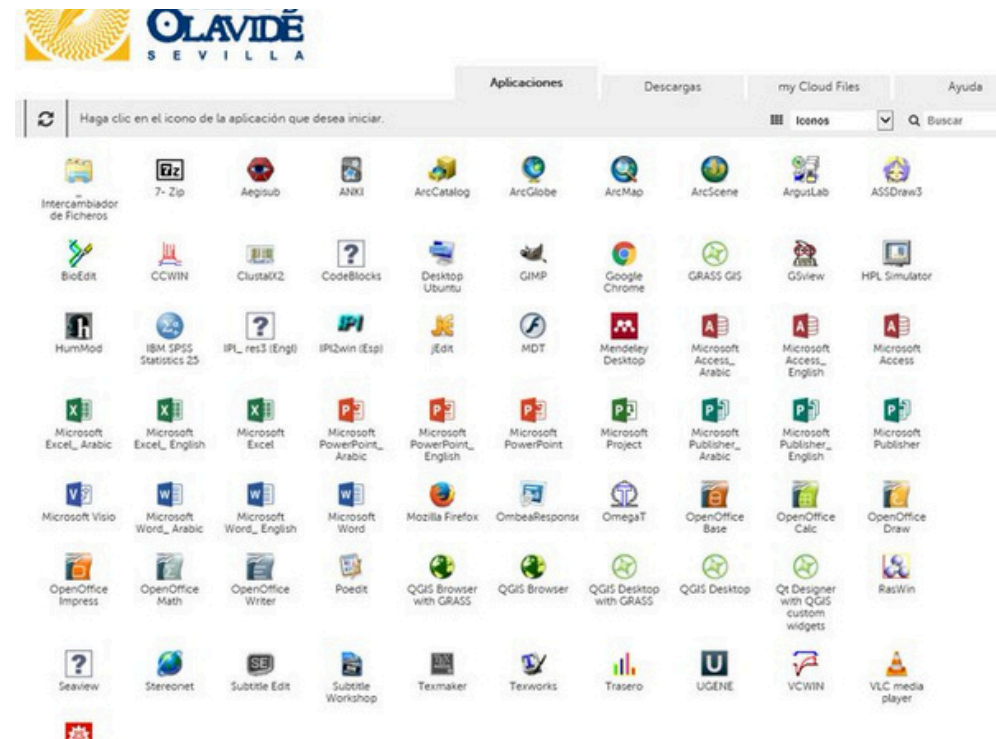 OLAVIDE
SEVILLA
Aplicaciones
Descargas
my Cloud Files
Ayuda
Haga clic en el icono de la aplicación que desea iniciar.
Iconos
Buscar
_
Intercambiador
de Ficheros
7- Zip
Aegisub
ANKI
ArcCatalog
ArcGlobe
ArcMap
ArcScene
ArgusLab
ASSDraw3
BioEdit
CCWIN
ClustalX2
CodeBlocks
Desktop
Ubuntu
GIMP
Google
Chrome
GRASS GIS
GSview
HPL Simulator
HumMod
IBM SPSS
Statistics 25
IPI_ res3 (Engl)
IPI2win (Esp)
jEdit
MDT
Mendeley
Desktop
Microsoft
Access_
Arabic
Microsoft
Access_
English
Microsoft
Access
Microsoft
Excel_ Arabic
Microsoft
Excel_ English
Microsoft
Excel
Microsoft
PowerPoint_
Arabic
Microsoft
PowerPoint_
English
Microsoft
PowerPoint
Microsoft
Project
Microsoft
Publisher_
Arabic
Microsoft
Publisher_
English
Microsoft
Publisher
Microsoft Visio
Microsoft
Word_ Arabic
Microsoft
Word_ English
Microsoft
Word
Mozilla Firefox
OmbeaResponse
OmegaT
OpenOffice
Base
OpenOffice
Calc
OpenOffice
Draw
OpenOffice
Impress
OpenOffice
Math
OpenOffice
Writer
Poedit
QGIS Browser
with GRASS
QGIS Browser
QGIS Desktop
with GRASS
QGIS Desktop
Qt Designer
with QGIS
custom
widgets
RasWin
Seaview
Stereonet
Subtitle Edit
Subtitle
Workshop
Texmaker
Texworks
Trasero
UGENE
VCWIN
VLC media
player